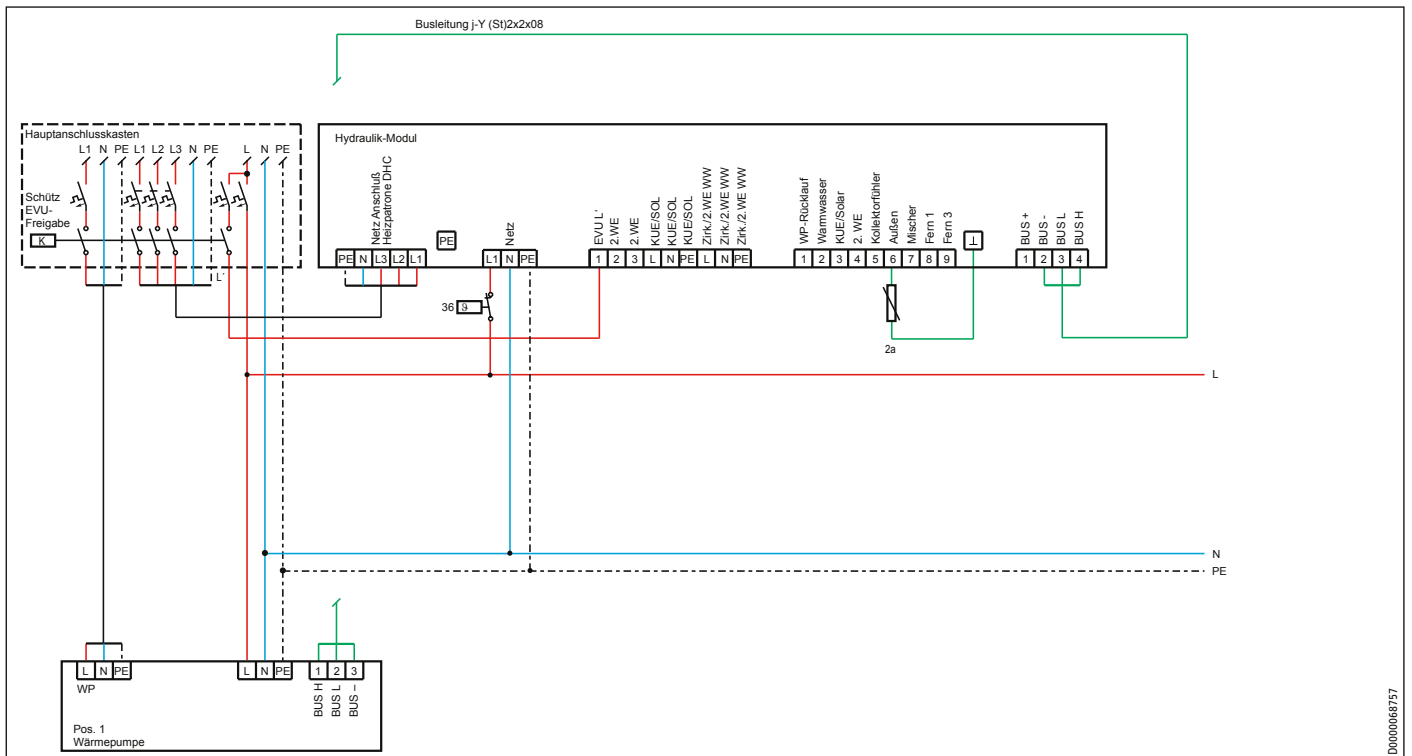 Busleitung j-Y (St)2x2x08
Hauptanschlusskasten
L1 N PE L1 L2 L3 N PE L N PE
Schütz
EVU-
Freigabe
K
L'
Hydraulik-Modul
Netz Anschluß
Heizpatrone DHC
PE N L3 L2 L1
PE
Netz
L1 N PE
EVU L'
2.WE
2.WE
KUE/SOL
KUE/SOL
KUE/SOL
Zirk./2.WE WW
Zirk./2.WE WW
Zirk./2. WE WW
1 2 3 L N PE L N PE
WP-Rücklauf
Warmwasser
KUE/Solar
2. WE
Kollektorfühler
Außen
Mischer
Fern 1
Fern 3
1 2 3 4 5 6 7 8 9
BUS +
BUS -
BUS L
BUS H
1 2 3 4
36 ϑ
2a
L
N
PE
L N PE
WP
L N PE
1 2 3
BUS H
BUS L
BUS –
Pos. 1
Wärmepumpe
D0000068757